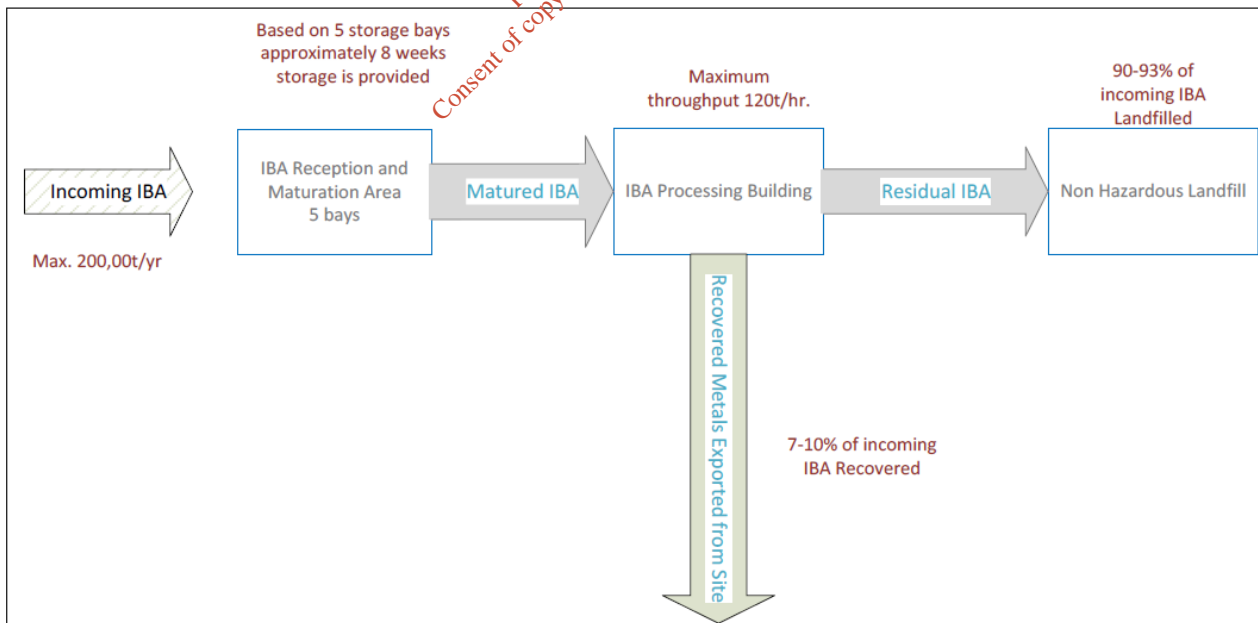 Consent of copy
Based on 5 storage bays
approximately 8 weeks
storage is provided
Maximum
throughput 120t/hr.
90-93% of
incoming IBA
Landfilled
Incoming IBA
IBA Reception and
Maturation Area
5 bays
Matured IBA
IBA Processing Building
Residual IBA
Non Hazardous Landfill
Max. 200,00t/yr
Recovered Metals Exported from Site
7-10% of incoming
IBA Recovered